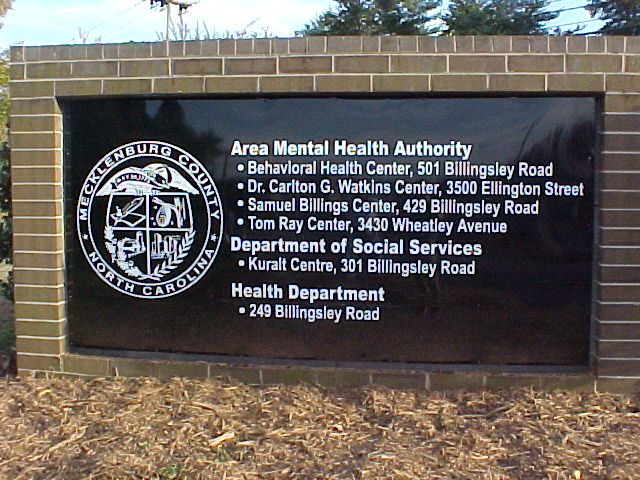 MECKLENBURG COUNTY
NORTH CAROLINA
Area Mental Health Authority
• Behavioral Health Center, 501 Billingsley Road
• Dr. Carlton G. Watkins Center, 3500 Ellington Street
• Samuel Billings Center, 429 Billingsley Road
• Tom Ray Center, 3430 Wheatley Avenue
Department of Social Services
• Kuralt Centre, 301 Billingsley Road
Health Department
• 249 Billingsley Road